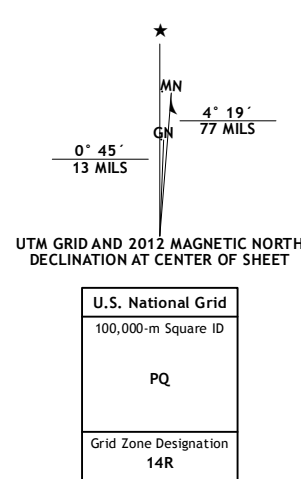 ★
MN
4° 19´
77 MILS
GN
0° 45´
13 MILS
UTM GRID AND 2012 MAGNETIC NORTH
DECLINATION AT CENTER OF SHEET
U.S. National Grid
100,000-m Square ID
PQ
Grid Zone Designation
14R